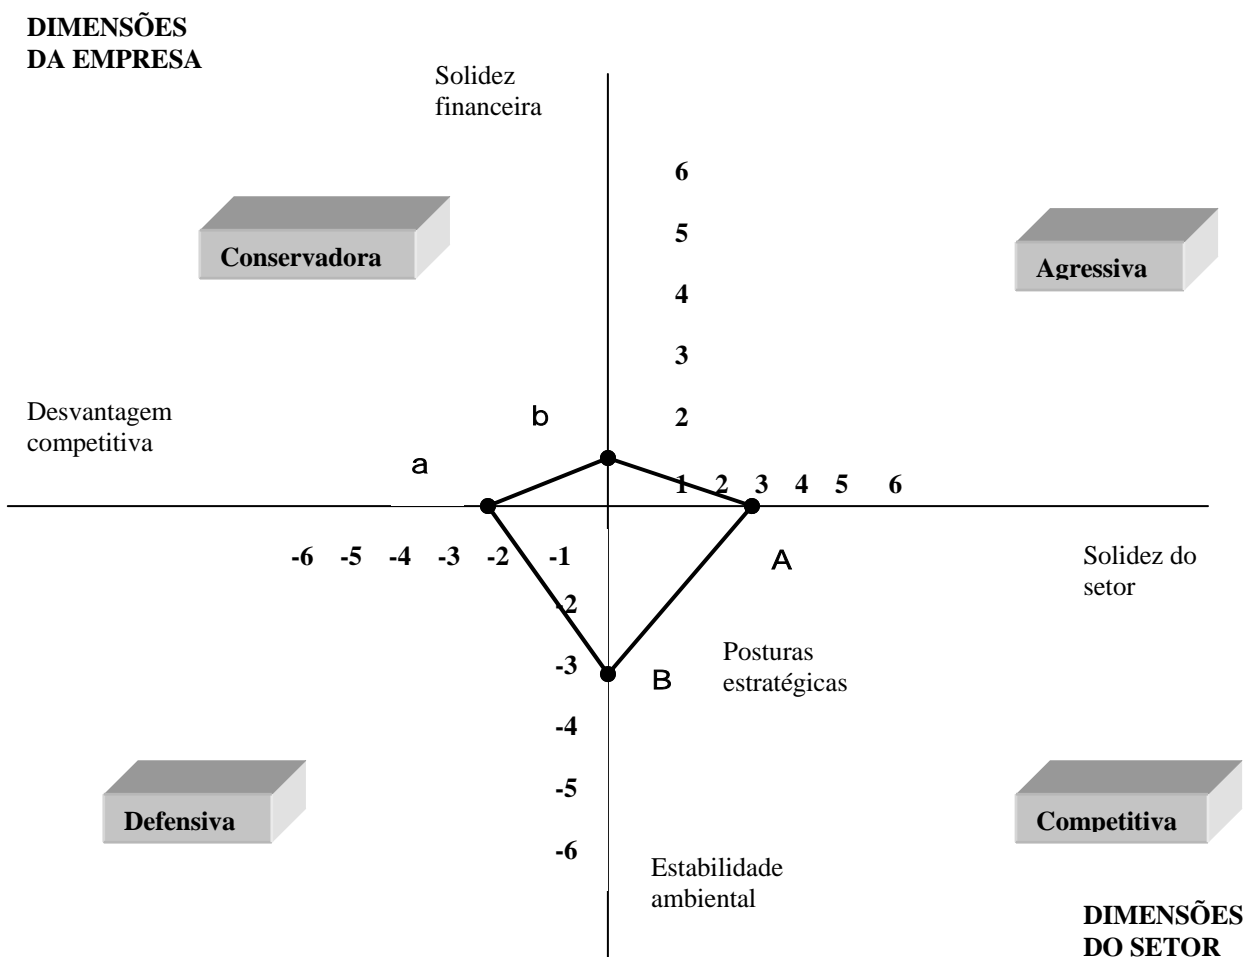 DIMENSÕES
DA EMPRESA
Solidez
financeira
6
5
4
3
2
Conservadora
Agressiva
Desvantagem
competitiva
b
a
1 2 3 4 5 6
-6 -5 -4 -3 -2 -1
A
Solidez do
setor
-2
-3
-4
-5
-6
B
Posturas
estratégicas
Defensiva
Competitiva
Estabilidade
ambiental
DIMENSÕES
DO SETOR